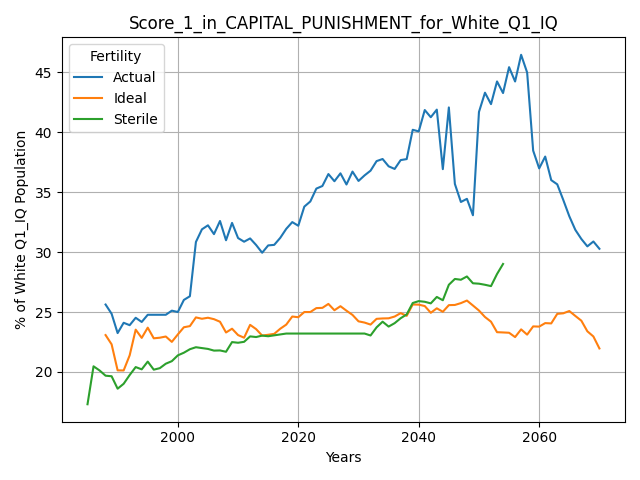 Score_1_in_CAPITAL_PUNISHMENT_for_White_Q1_IQ
Fertility
Actual
Ideal
Sterile
% of White Q1_IQ Population
45
40
35
30
25
20
2000
2020
2040
2060
Years